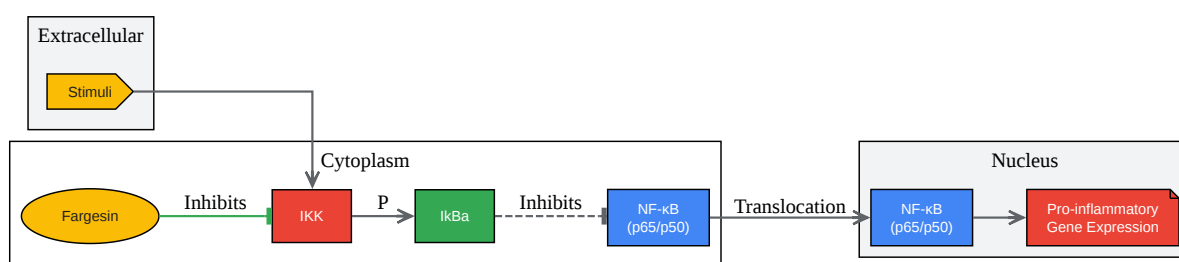 Extracellular
Stimuli
Cytoplasm
Nucleus
Fargesin
Inhibits
IKK
P
IkBa
Inhibits
NF-κB
(p65/p50)
Translocation
NF-κB
(p65/p50)
Pro-inflammatory
Gene Expression